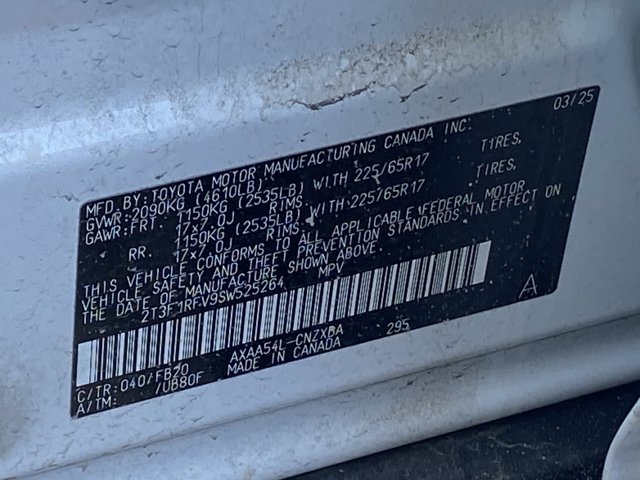 03/25
MFD. BY: TOYOTA MOTOR MANUFACTURING CANADA INC.
GVWR: 2090KG (4610LB)
GAWR: FRT. 1150KG (2535LB) WITH 225/65R17 TIRES,
17x7.0J RIMS
RR. 1150KG (2535LB) WITH 225/65R17 TIRES,
17x7.0J RIMS
THIS VEHICLE CONFORMS TO ALL APPLICABLE FEDERAL MOTOR
VEHICLE SAFETY AND THEFT PREVENTION STANDARDS IN EFFECT ON
THE DATE OF MANUFACTURE SHOWN ABOVE.
2T3F1RFV9SW525264 MPV
A
C/TR: 040/FB20 AXAA54L-CNZXBA 295
A/TM: /UB80F MADE IN CANADA